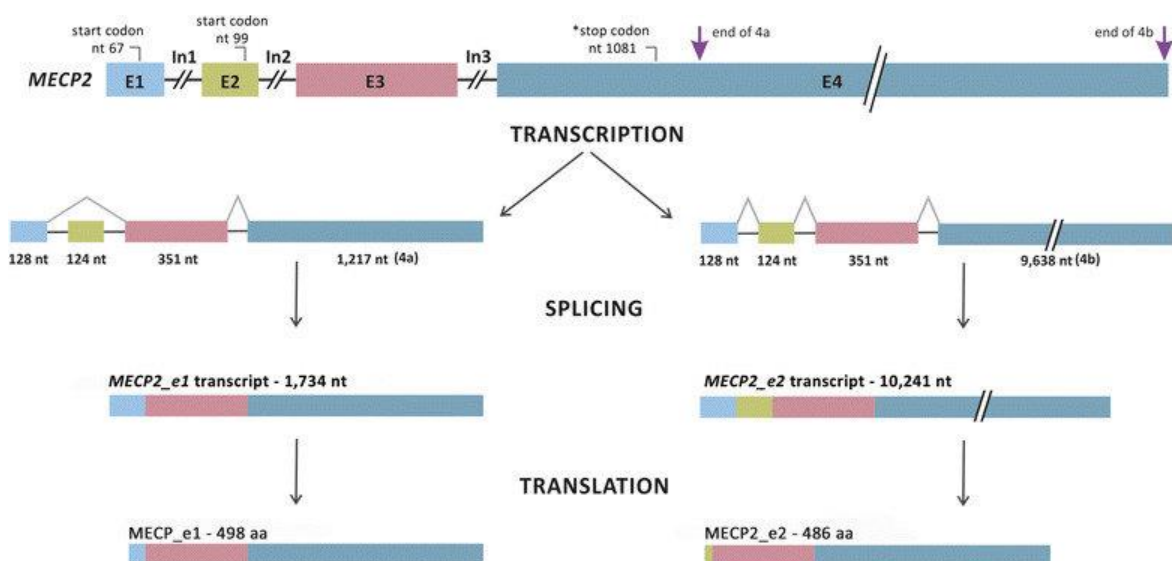 start codon
nt 67
start codon
nt 99
*stop codon
nt 1081
end of 4a
end of 4b
In1
In2
In3
MECP2
E1
E2
E3
E4
TRANSCRIPTION
128 nt
124 nt
351 nt
1,217 nt (4a)
128 nt
124 nt
351 nt
9,638 nt (4b)
SPLICING
MECP2_e1 transcript - 1,734 nt
MECP2_e2 transcript - 10,241 nt
TRANSLATION
MECP_e1 - 498 aa
MECP2_e2 - 486 aa